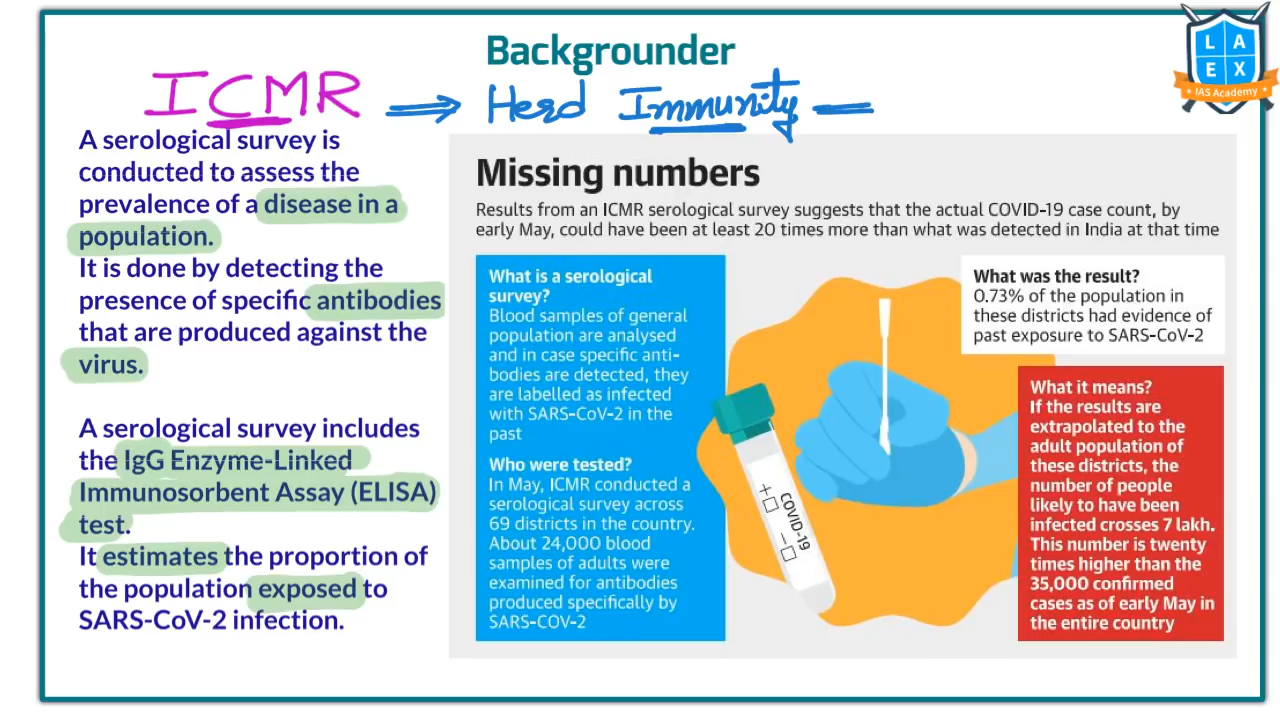 Backgrounder
L A
E X
IAS Academy
ICMR ⇒ Herd Immunity —
A serological survey is
conducted to assess the
prevalence of a disease in a
population.
It is done by detecting the
presence of specific antibodies
that are produced against the
virus.
A serological survey includes
the IgG Enzyme-Linked
Immunosorbent Assay (ELISA)
test.
It estimates the proportion of
the population exposed to
SARS-CoV-2 infection.
Missing numbers
Results from an ICMR serological survey suggests that the actual COVID-19 case count, by
early May, could have been at least 20 times more than what was detected in India at that time
What is a serological
survey?
Blood samples of general
population are analysed
and in case specific anti-
bodies are detected, they
are labelled as infected
with SARS-CoV-2 in the
past
Who were tested?
In May, ICMR conducted a
serological survey across
69 districts in the country.
About 24,000 blood
samples of adults were
examined for antibodies
produced specifically by
SARS-COV-2
+ −
COVID-19
What was the result?
0.73% of the population in
these districts had evidence of
past exposure to SARS-CoV-2
What it means?
If the results are
extrapolated to the
adult population of
these districts, the
number of people
likely to have been
infected crosses 7 lakh.
This number is twenty
times higher than the
35,000 confirmed
cases as of early May in
the entire country